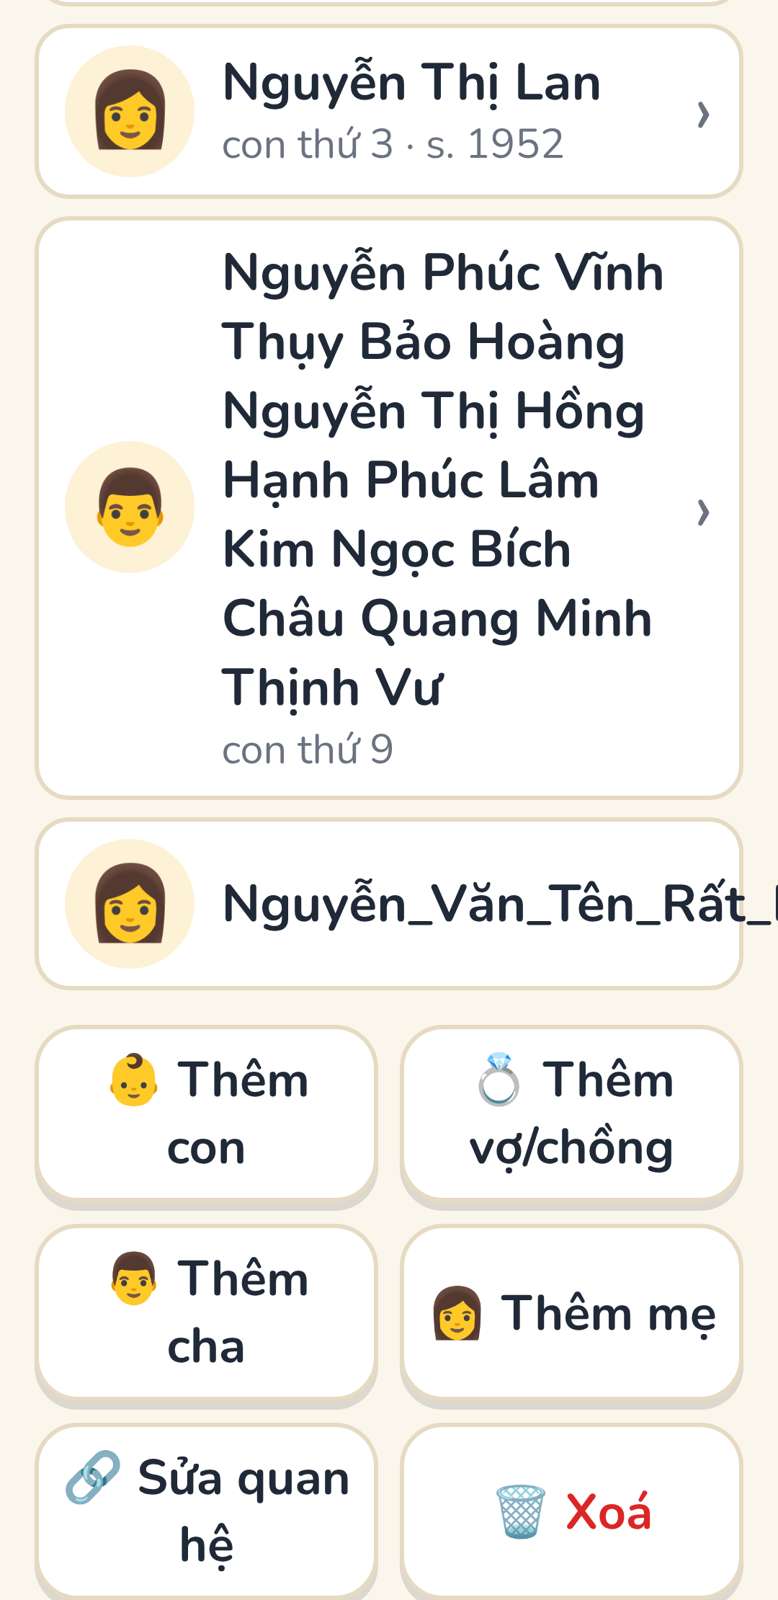 Nguyễn Thị Lan
con thứ 3 · s. 1952
Nguyễn Phúc Vĩnh
Thụy Bảo Hoàng
Nguyễn Thị Hồng
Hạnh Phúc Lâm
Kim Ngọc Bích
Châu Quang Minh
Thịnh Vư
con thứ 9
Nguyễn_Văn_Tên_Rất_
Thêm
con
Thêm
vợ/chồng
Thêm
cha
Thêm mẹ
Sửa quan
hệ
Xoá